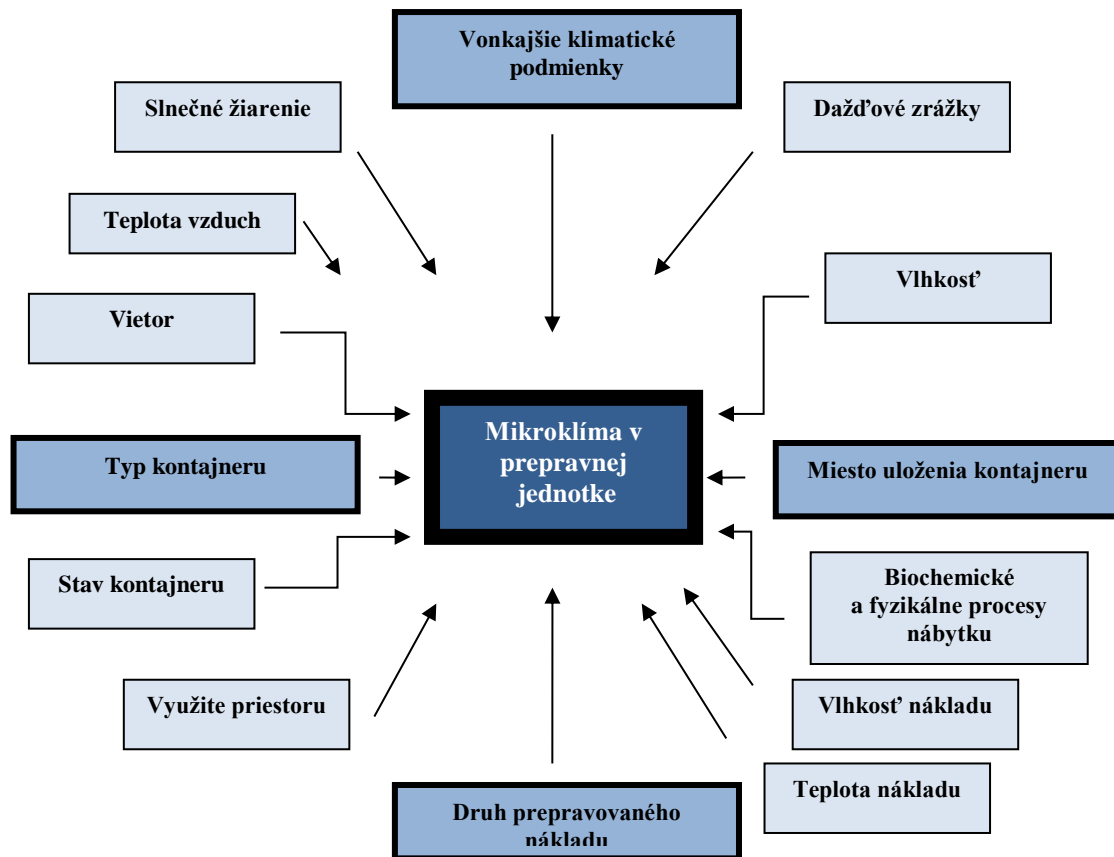 Vonkajšie klimatické
podmienky
Slnečné žiarenie
Dažďové zrážky
Teplota vzduch
Vlhkosť
Vietor
Mikroklíma v
prepravnej
jednotke
Typ kontajneru
Miesto uloženia kontajneru
Stav kontajneru
Biochemické
a fyzikálne procesy
nábytku
Využite priestoru
Vlhkosť nákladu
Teplota nákladu
Druh prepravovaného
nákladu